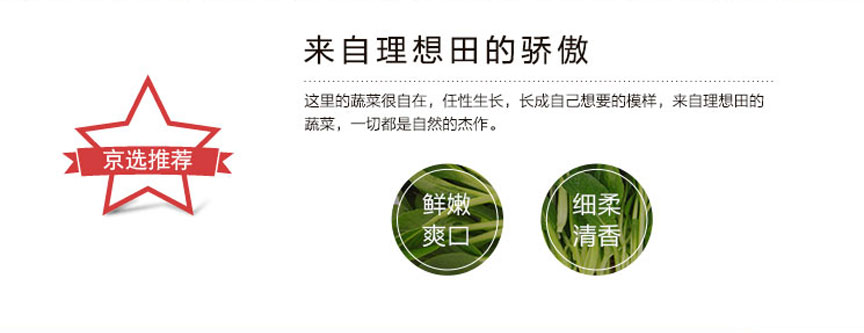 来自理想田的骄傲
这里的蔬菜很自在，任性生长，长成自己想要的模样，来自理想田的
蔬菜，一切都是自然的杰作。
京选推荐
鲜嫩
爽口
细柔
清香